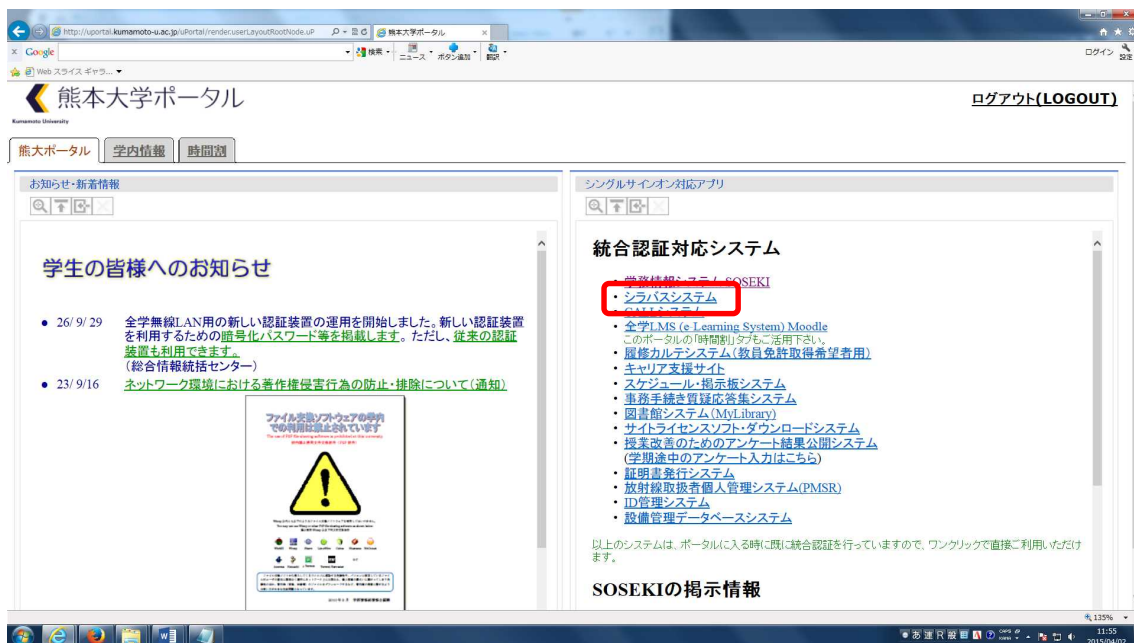 http://uportal.kumamoto-u.ac.jp/uPortal/render.userLayoutRootNode.uP
熊本大学ポータル
x Google
検索
ニュース
ボタン追加
翻訳
ログイン
設定
Web スライス ギャラ...
熊本大学ポータル
Kumamoto University
ログアウト(LOGOUT)
熊大ポータル 学内情報 時間割
お知らせ・新着情報
学生の皆様へのお知らせ
26/ 9/ 29 全学無線LAN用の新しい認証装置の運用を開始しました。新しい認証装置
を利用するための暗号化パスワード等を掲載します。ただし、従来の認証
装置も利用できます。
(総合情報統括センター)
23/ 9/16 ネットワーク環境における著作権侵害行為の防止・排除について(通知)
ファイル交換ソフトウェアの学内
での利用は禁止されています
シングルサインオン対応アプリ
統合認証対応システム
学務情報システム SOSEKI
シラバスシステム
CALLシステム
全学LMS (e-Learning System) Moodle
このポータルの「時間割」タブもご活用下さい。
履修カルテシステム(教員免許取得希望者用)
キャリア支援サイト
スケジュール・掲示板システム
事務手続き質疑応答集システム
図書館システム(MyLibrary)
サイトライセンスソフト・ダウンロードシステム
授業改善のためのアンケート結果公開システム
(学期途中のアンケート入力はこちら)
証明書発行システム
放射線取扱者個人管理システム(PMSR)
ID管理システム
設備管理データベースシステム
以上のシステムは、ポータルに入る時に既に統合認証を行っていますので、ワンクリックで直接ご利用いただけ
ます。
SOSEKIの掲示情報
135%
あ 連 R 般
CAPS
KANA
11:55
2015/04/02